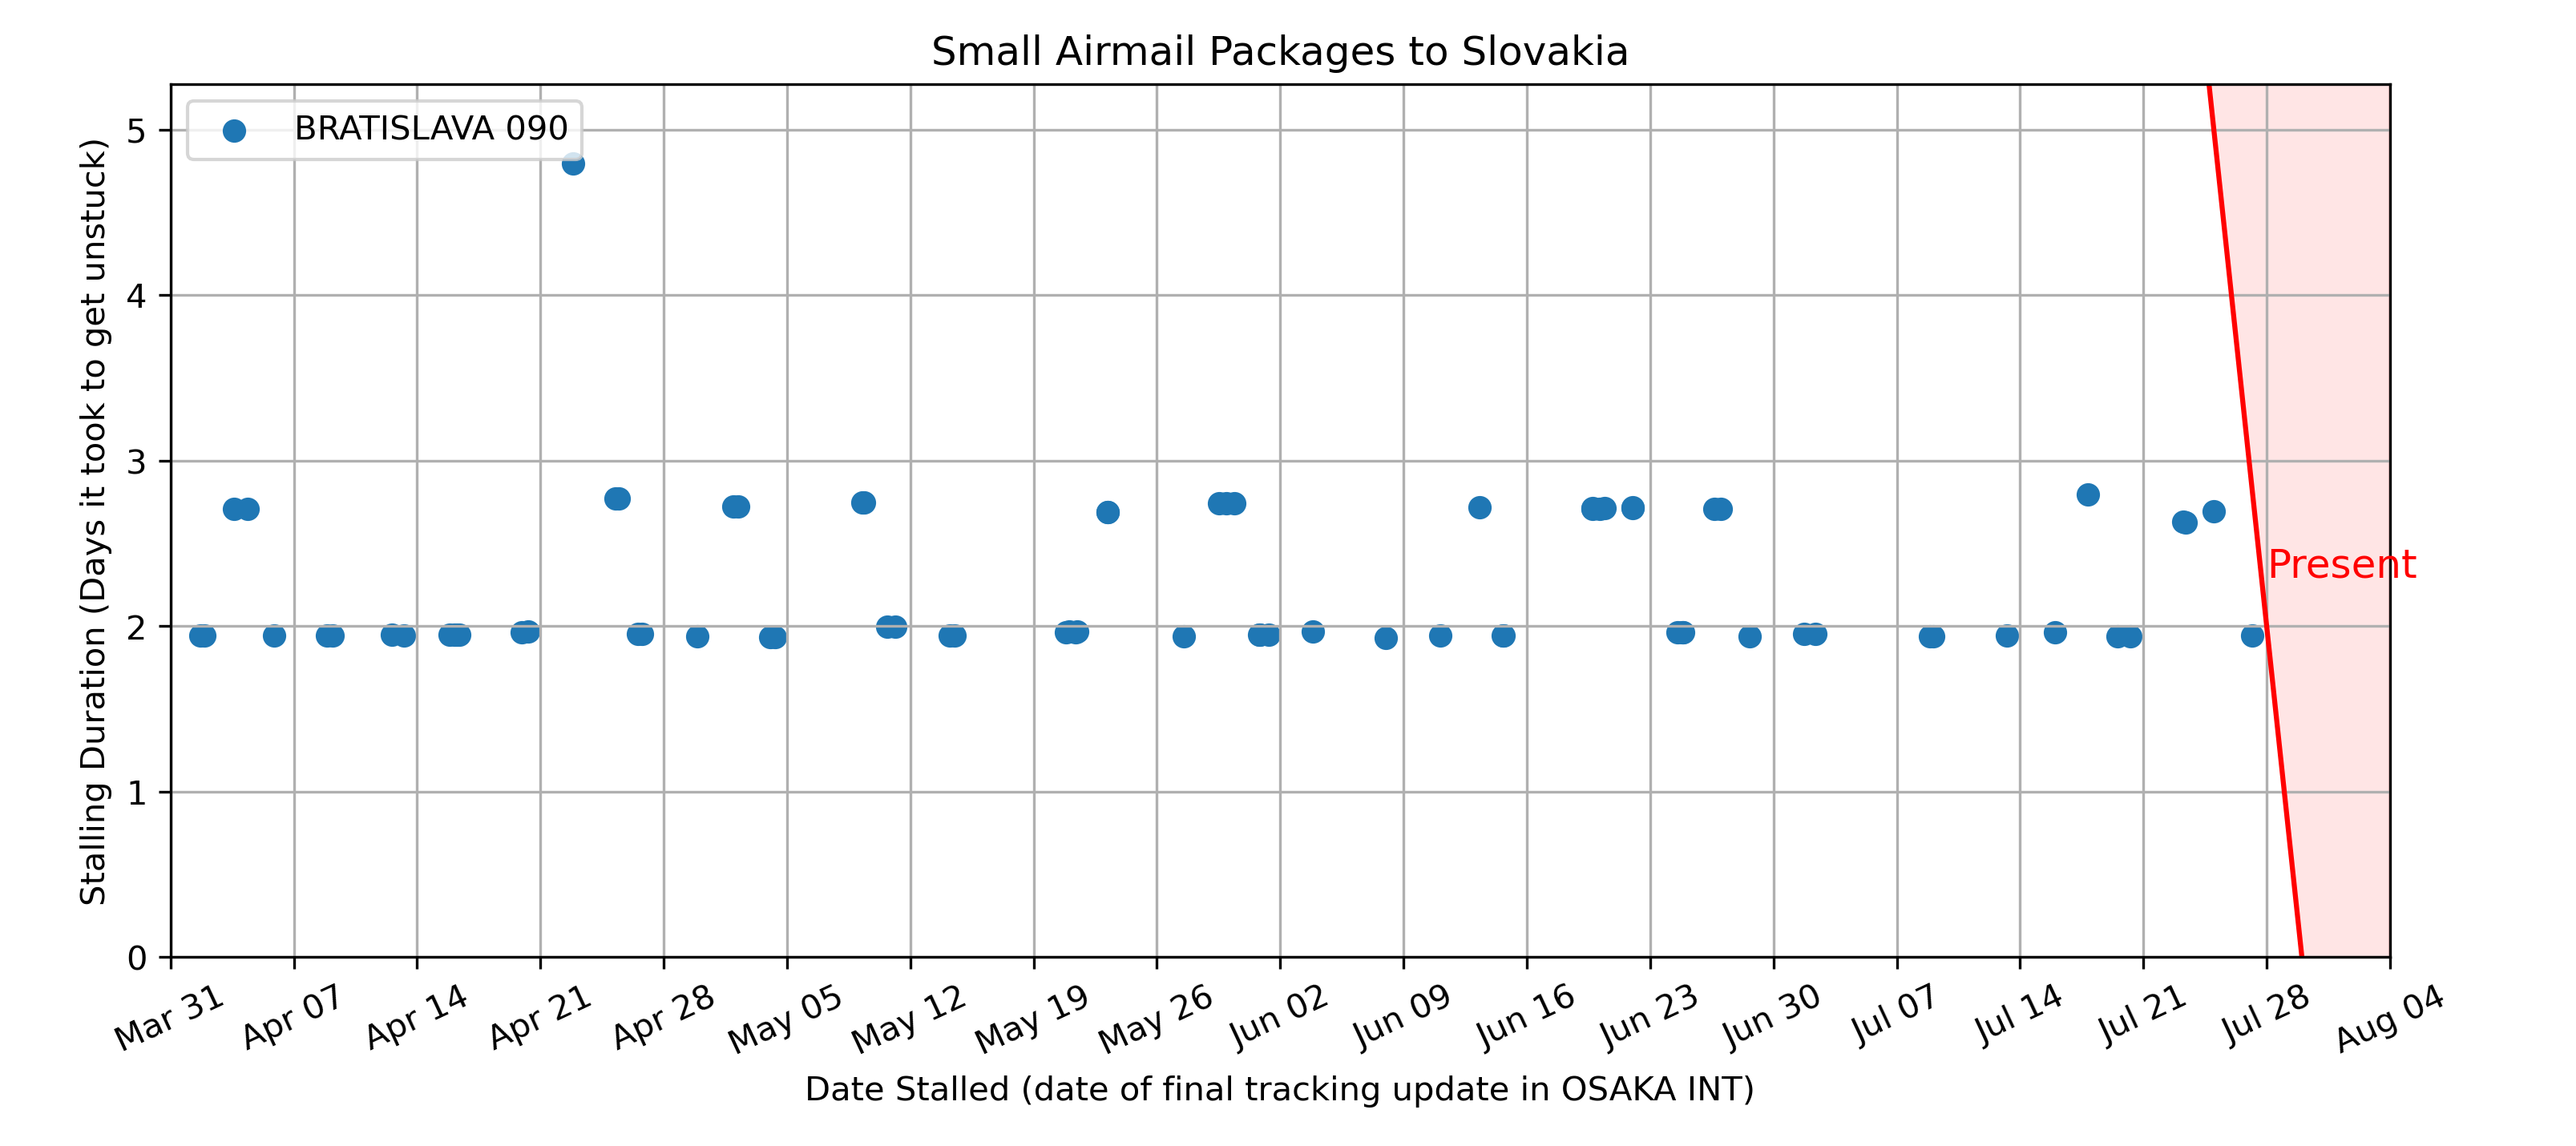 Small Airmail Packages to Slovakia
BRATISLAVA 090
Stalling Duration (Days it took to get unstuck)
5
4
3
2
1
0
Present
Mar 31
Apr 07
Apr 14
Apr 21
Apr 28
May 05
May 12
May 19
May 26
Jun 02
Jun 09
Jun 16
Jun 23
Jun 30
Jul 07
Jul 14
Jul 21
Jul 28
Aug 04
Date Stalled (date of final tracking update in OSAKA INT)